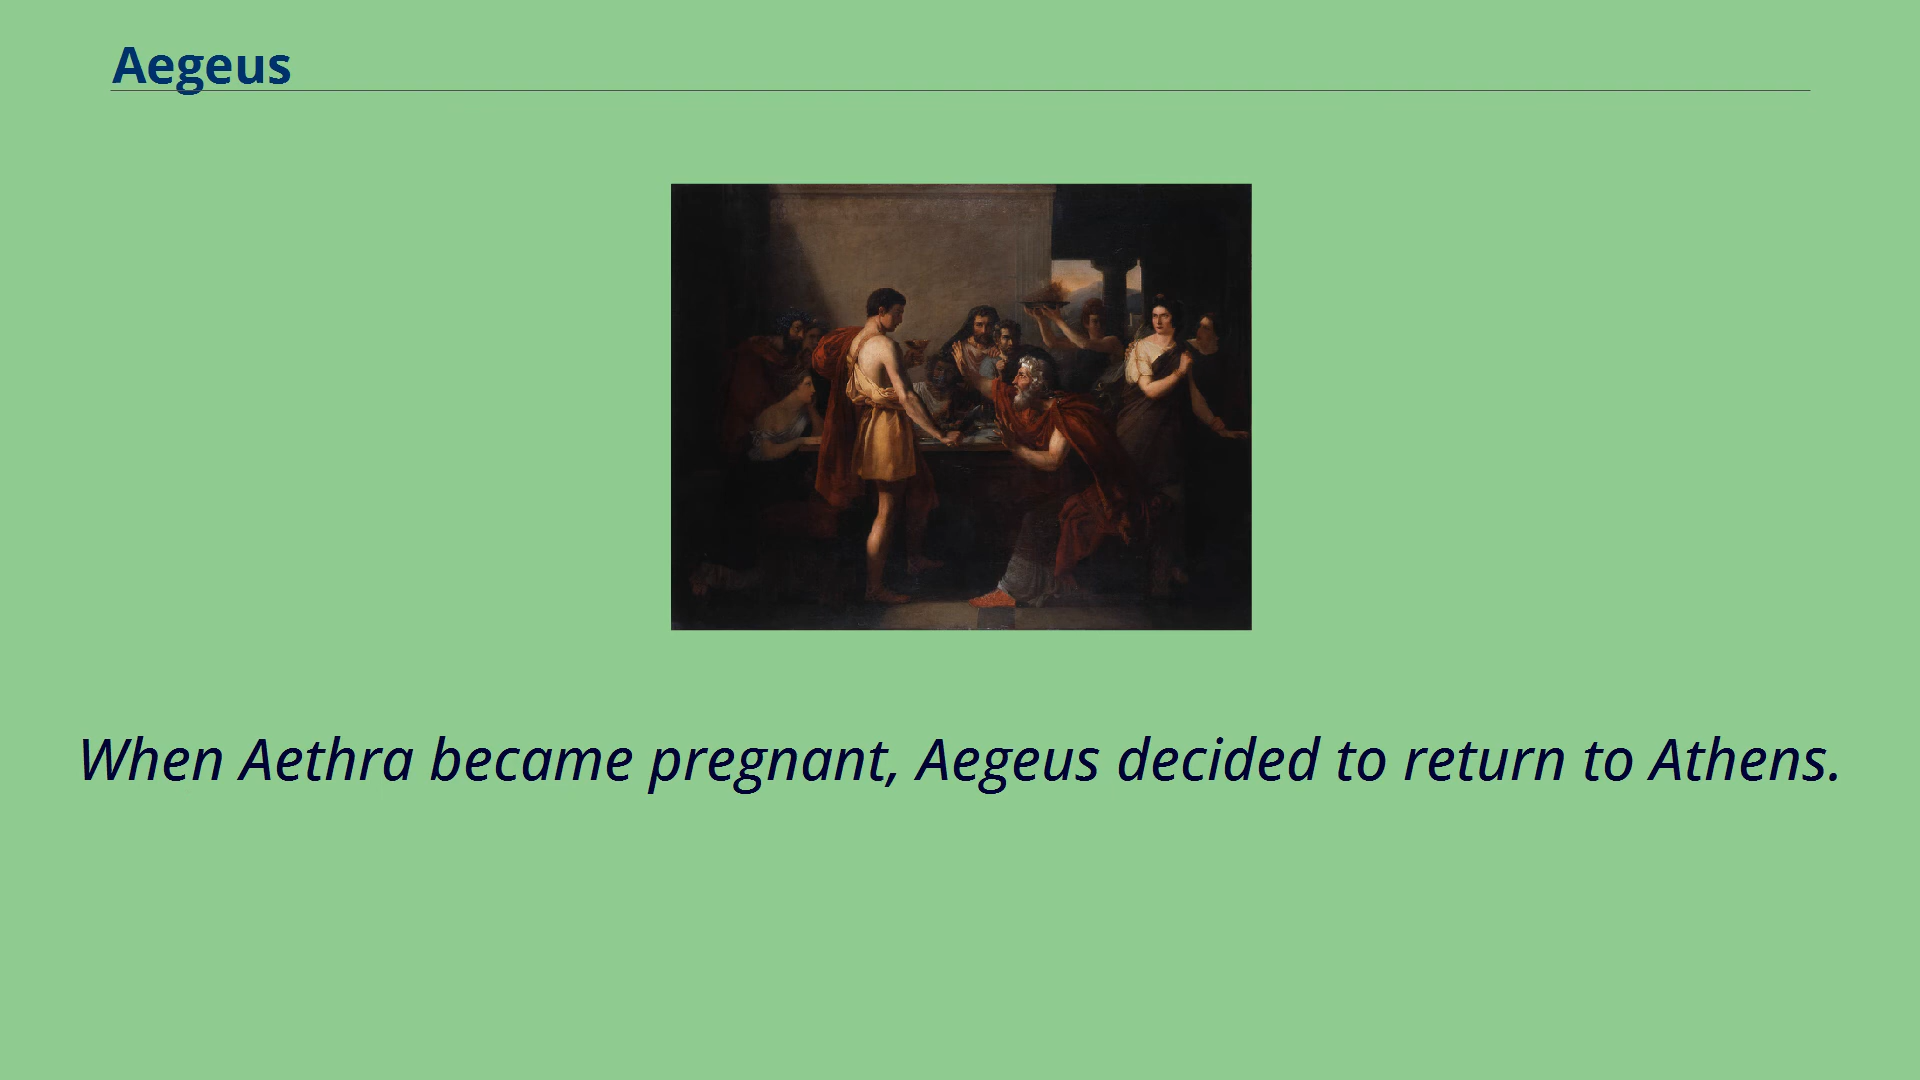 Aegeus
When Aethra became pregnant, Aegeus decided to return to Athens.